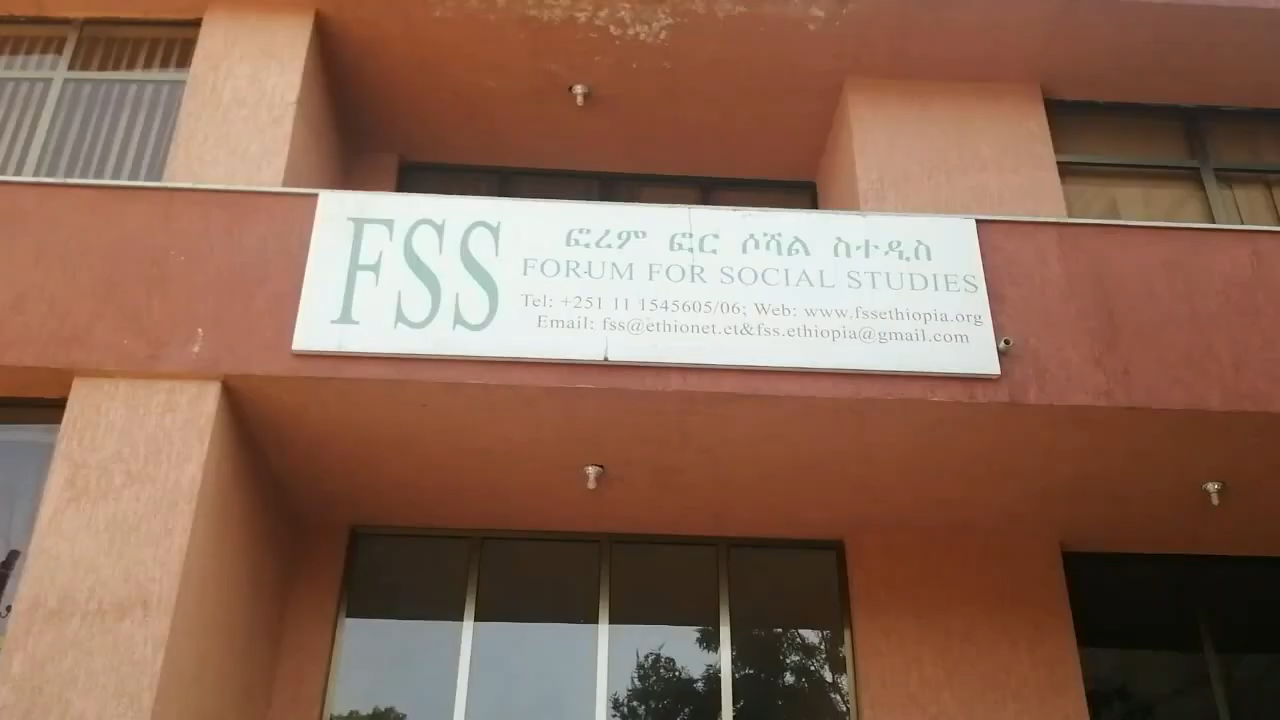 FSS
ፎረም ፎር ሶሻል ስተዲስ
FORUM FOR SOCIAL STUDIES
Tel: +251 11 1545605/06; Web: www.fssethiopia.org
Email: fss@ethionet.et&fss.ethiopia@gmail.com